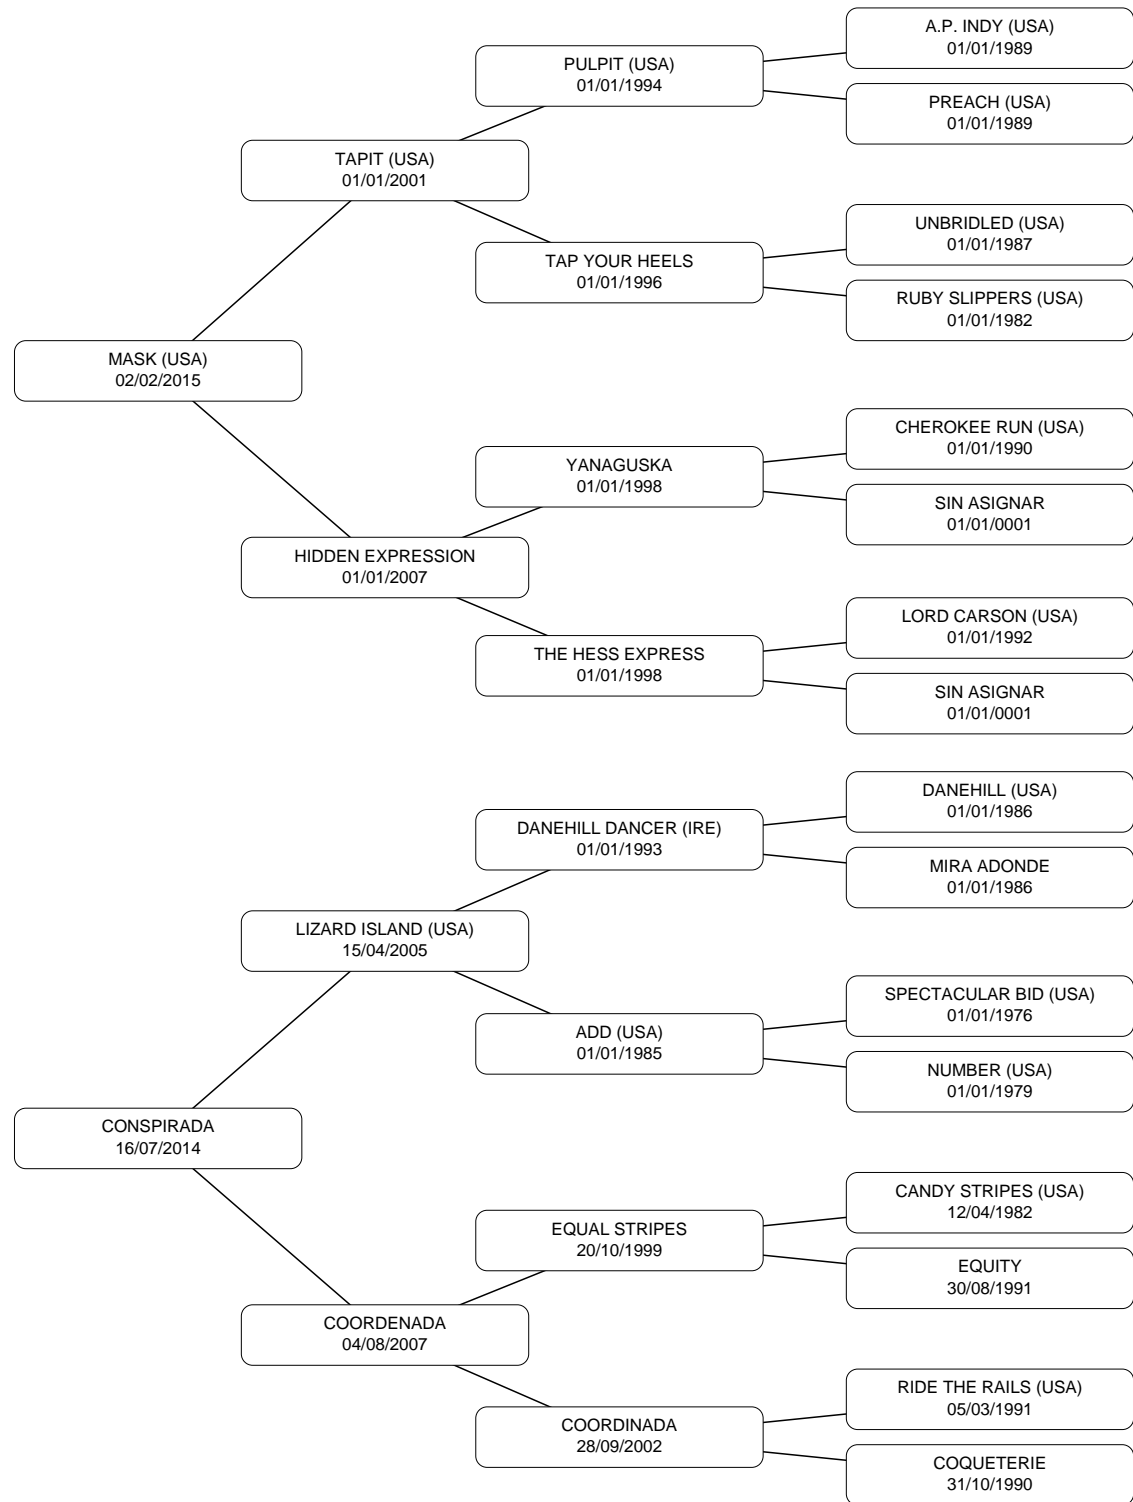 A.P. INDY (USA)
01/01/1989
PULPIT (USA)
01/01/1994
PREACH (USA)
01/01/1989
TAPIT (USA)
01/01/2001
UNBRIDLED (USA)
01/01/1987
TAP YOUR HEELS
01/01/1996
RUBY SLIPPERS (USA)
01/01/1982
MASK (USA)
02/02/2015
CHEROKEE RUN (USA)
01/01/1990
YANAGUSKA
01/01/1998
SIN ASIGNAR
01/01/0001
HIDDEN EXPRESSION
01/01/2007
LORD CARSON (USA)
01/01/1992
THE HESS EXPRESS
01/01/1998
SIN ASIGNAR
01/01/0001
DANEHILL (USA)
01/01/1986
DANEHILL DANCER (IRE)
01/01/1993
MIRA ADONDE
01/01/1986
LIZARD ISLAND (USA)
15/04/2005
SPECTACULAR BID (USA)
01/01/1976
ADD (USA)
01/01/1985
NUMBER (USA)
01/01/1979
CONSPIRADA
16/07/2014
CANDY STRIPES (USA)
12/04/1982
EQUAL STRIPES
20/10/1999
EQUITY
30/08/1991
COORDENADA
04/08/2007
RIDE THE RAILS (USA)
05/03/1991
COORDINADA
28/09/2002
COQUETERIE
31/10/1990